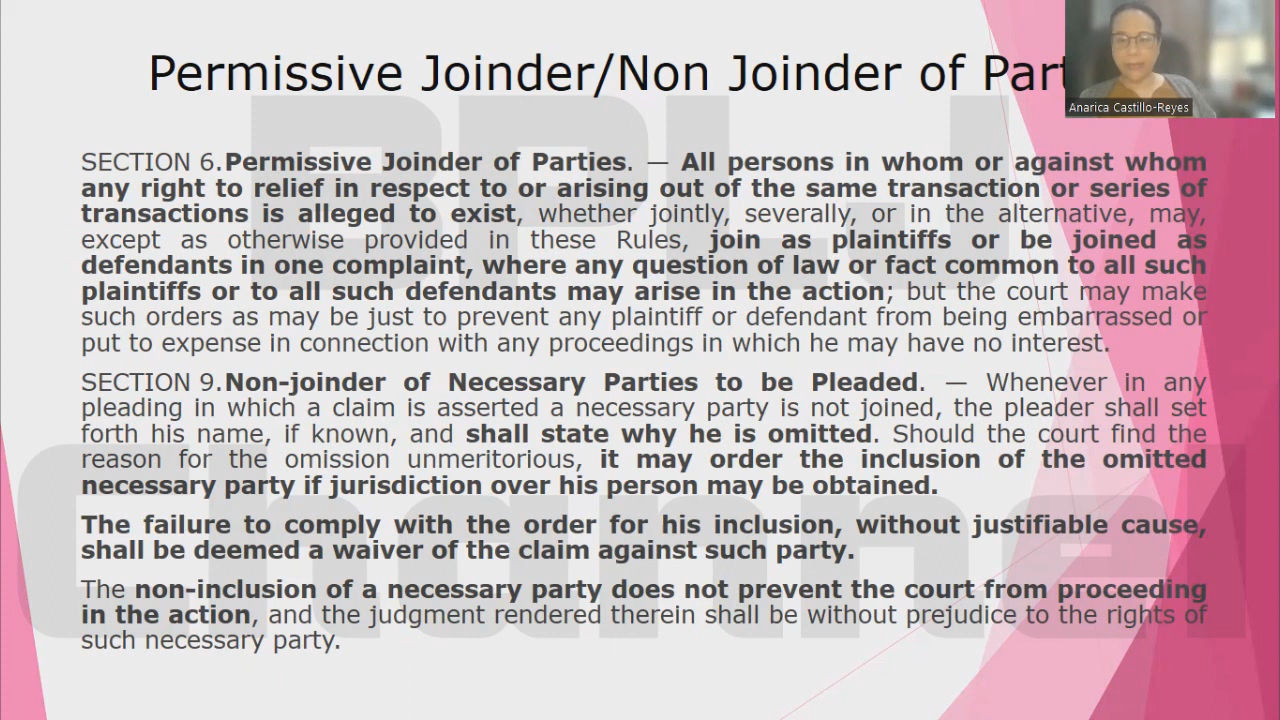 Permissive Joinder/Non Joinder of Part
Anarica Castillo-Reyes
SECTION 6.Permissive Joinder of Parties. — All persons in whom or against whom
any right to relief in respect to or arising out of the same transaction or series of
transactions is alleged to exist, whether jointly, severally, or in the alternative, may,
except as otherwise provided in these Rules, join as plaintiffs or be joined as
defendants in one complaint, where any question of law or fact common to all such
plaintiffs or to all such defendants may arise in the action; but the court may make
such orders as may be just to prevent any plaintiff or defendant from being embarrassed or
put to expense in connection with any proceedings in which he may have no interest.
SECTION 9.Non-joinder of Necessary Parties to be Pleaded. — Whenever in any
pleading in which a claim is asserted a necessary party is not joined, the pleader shall set
forth his name, if known, and shall state why he is omitted. Should the court find the
reason for the omission unmeritorious, it may order the inclusion of the omitted
necessary party if jurisdiction over his person may be obtained.
The failure to comply with the order for his inclusion, without justifiable cause,
shall be deemed a waiver of the claim against such party.
The non-inclusion of a necessary party does not prevent the court from proceeding
in the action, and the judgment rendered therein shall be without prejudice to the rights of
such necessary party.
BPLJ
Channel